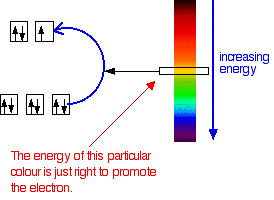 increasing
energy
The energy of this particular
colour is just right to promote
the electron.